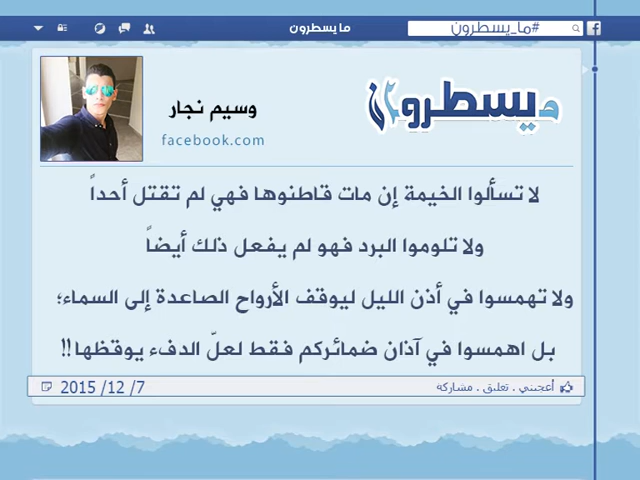 ما يسطرون
#ما_يسطرون
ما يسطرون
وسيم نجار
facebook.com
لا تسألوا الخيمة إن مات قاطنوها فهي لم تقتل أحداً
ولا تلوموا البرد فهو لم يفعل ذلك أيضاً
ولا تهمسوا في أذن الليل ليوقف الأرواح الصاعدة إلى السماء؛
بل اهمسوا في آذان ضمائركم فقط لعلّ الدفء يوقظها!!
أعجبني . تعليق . مشاركة
2015 /12 /7